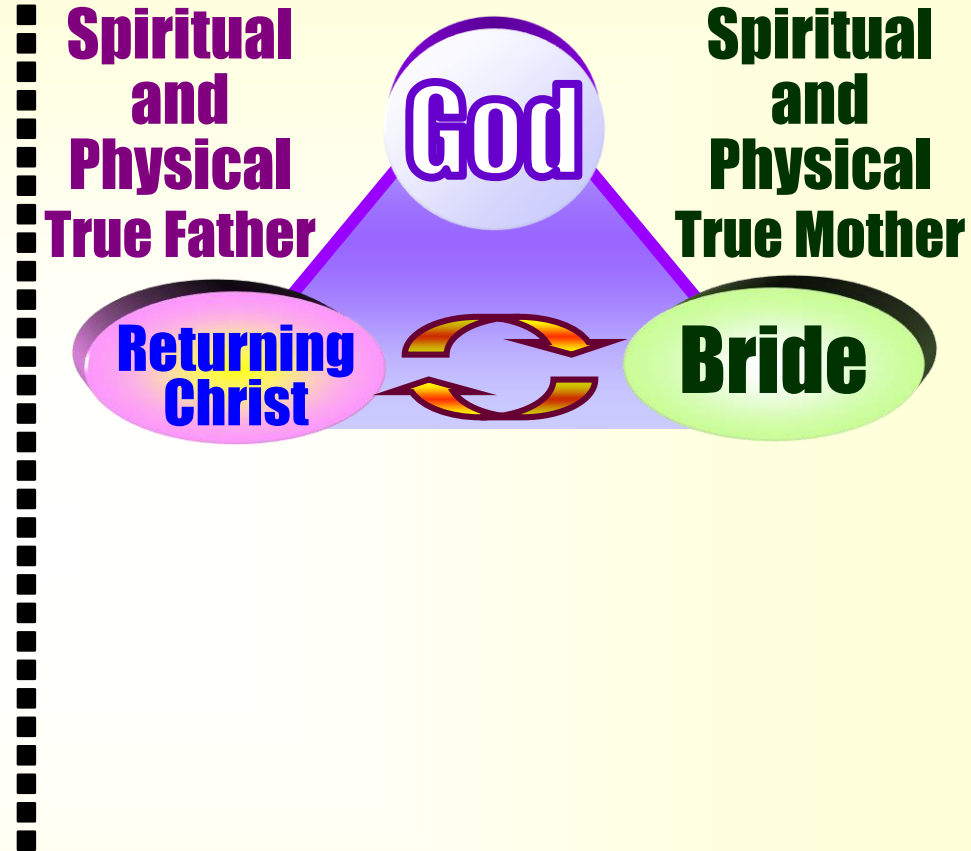 Spiritual
and
Physical
True Father
God
Spiritual
and
Physical
True Mother
Returning
Christ
Bride